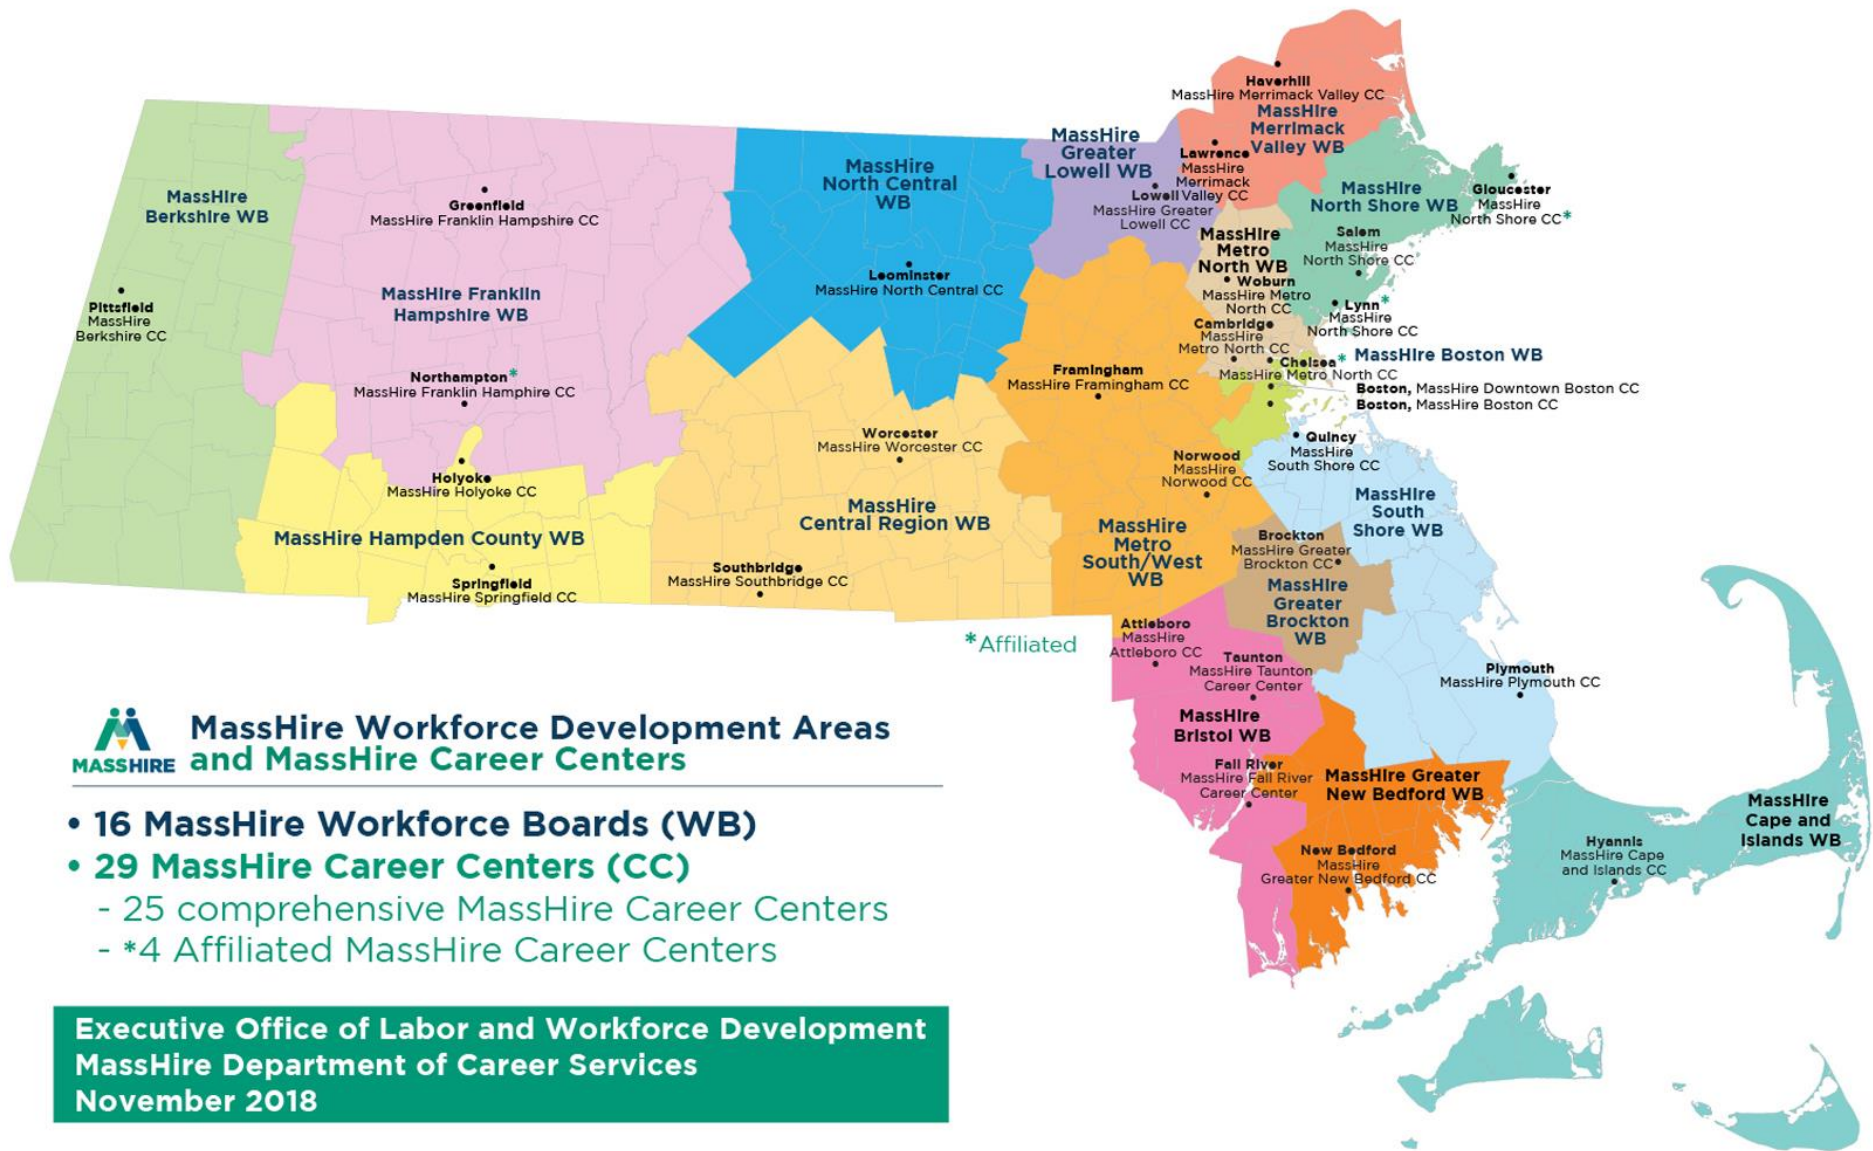 Haverhill
MassHire Merrimack Valley CC
MassHire
Merrimack
Valley WB
Lawrence
MassHire
Merrimack
Valley CC
MassHire
Greater
Lowell WB
Lowell
MassHire Greater
Lowell CC
MassHire
North Shore WB
Gloucester
MassHire
North Shore CC*
Salem
MassHire
North Shore CC
Lynn*
MassHire
North Shore CC
MassHire
Metro
North WB
Woburn
MassHire Metro
North CC
Cambridge
MassHire
Metro North CC
Chelsea*
MassHire Metro North CC
MassHire Boston WB
Boston, MassHire Downtown Boston CC
Boston, MassHire Boston CC
MassHire
Berkshire WB
Pittsfield
MassHire
Berkshire CC
Greenfield
MassHire Franklin Hampshire CC
MassHire Franklin
Hampshire WB
Northampton*
MassHire Franklin Hamphire CC
Holyoke
MassHire Holyoke CC
MassHire Hampden County WB
Springfield
MassHire Springfield CC
MassHire
North Central
WB
Leominster
MassHire North Central CC
Worcester
MassHire Worcester CC
MassHire
Central Region WB
Southbridge
MassHire Southbridge CC
Framingham
MassHire Framingham CC
Norwood
MassHire
Norwood CC
MassHire
Metro
South/West
WB
Quincy
MassHire
South Shore CC
MassHire
South
Shore WB
Brockton
MassHire Greater
Brockton CC
MassHire
Greater
Brockton
WB
Plymouth
MassHire Plymouth CC
Attleboro
MassHire
Attleboro CC
Taunton
MassHire Taunton
Career Center
MassHire
Bristol WB
Fall River
MassHire Fall River
Career Center
MassHire Greater
New Bedford WB
New Bedford
MassHire
Greater New Bedford CC
MassHire
Cape and
Islands WB
Hyannis
MassHire Cape
and Islands CC
*Affiliated
MASSHIRE
MassHire Workforce Development Areas
and MassHire Career Centers
• 16 MassHire Workforce Boards (WB)
• 29 MassHire Career Centers (CC)
- 25 comprehensive MassHire Career Centers
- *4 Affiliated MassHire Career Centers
Executive Office of Labor and Workforce Development
MassHire Department of Career Services
November 2018